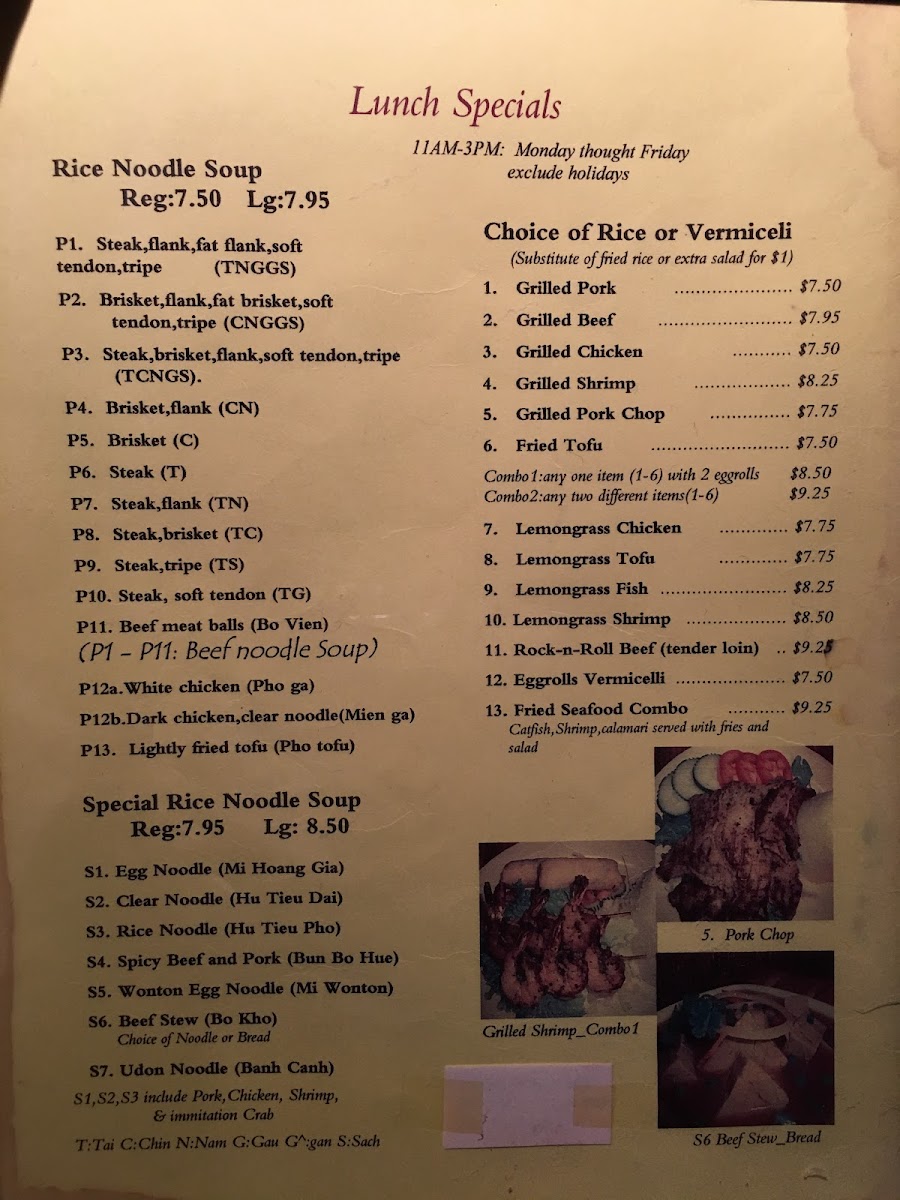 Lunch Specials
11AM-3PM: Monday thought Friday
exclude holidays
Rice Noodle Soup
Reg:7.50 Lg:7.95
P1. Steak,flank,fat flank,soft
tendon,tripe (TNGGS)
P2. Brisket,flank,fat brisket,soft
tendon,tripe (CNGGS)
P3. Steak,brisket,flank,soft tendon,tripe
(TCNGS).
P4. Brisket,flank (CN)
P5. Brisket (C)
P6. Steak (T)
P7. Steak,flank (TN)
P8. Steak,brisket (TC)
P9. Steak,tripe (TS)
P10. Steak, soft tendon (TG)
P11. Beef meat balls (Bo Vien)
(P1 - P11: Beef noodle Soup)
P12a.White chicken (Pho ga)
P12b.Dark chicken,clear noodle(Mien ga)
P13. Lightly fried tofu (Pho tofu)
Special Rice Noodle Soup
Reg:7.95 Lg: 8.50
S1. Egg Noodle (Mi Hoang Gia)
S2. Clear Noodle (Hu Tieu Dai)
S3. Rice Noodle (Hu Tieu Pho)
S4. Spicy Beef and Pork (Bun Bo Hue)
S5. Wonton Egg Noodle (Mi Wonton)
S6. Beef Stew (Bo Kho)
Choice of Noodle or Bread
S7. Udon Noodle (Banh Canh)
S1,S2,S3 include Pork,Chicken, Shrimp,
& immitation Crab
T:Tai C:Chin N:Nam G:Gau G^:gan S:Sach
Choice of Rice or Vermiceli
(Substitute of fried rice or extra salad for $1)
1. Grilled Pork ...................... $7.50
2. Grilled Beef ......................... $7.95
3. Grilled Chicken ........... $7.50
4. Grilled Shrimp .................. $8.25
5. Grilled Pork Chop ............... $7.75
6. Fried Tofu .......................... $7.50
Combo1:any one item (1-6) with 2 eggrolls $8.50
Combo2:any two different items(1-6) $9.25
7. Lemongrass Chicken ............. $7.75
8. Lemongrass Tofu ............. $7.75
9. Lemongrass Fish ........................ $8.25
10. Lemongrass Shrimp ................... $8.50
11. Rock-n-Roll Beef (tender loin) .. $9.25
12. Eggrolls Vermicelli ..................... $7.50
13. Fried Seafood Combo ........... $9.25
Catfish,Shrimp,calamari served with fries and
salad
5. Pork Chop
Grilled Shrimp_Combo1
S6 Beef Stew_Bread